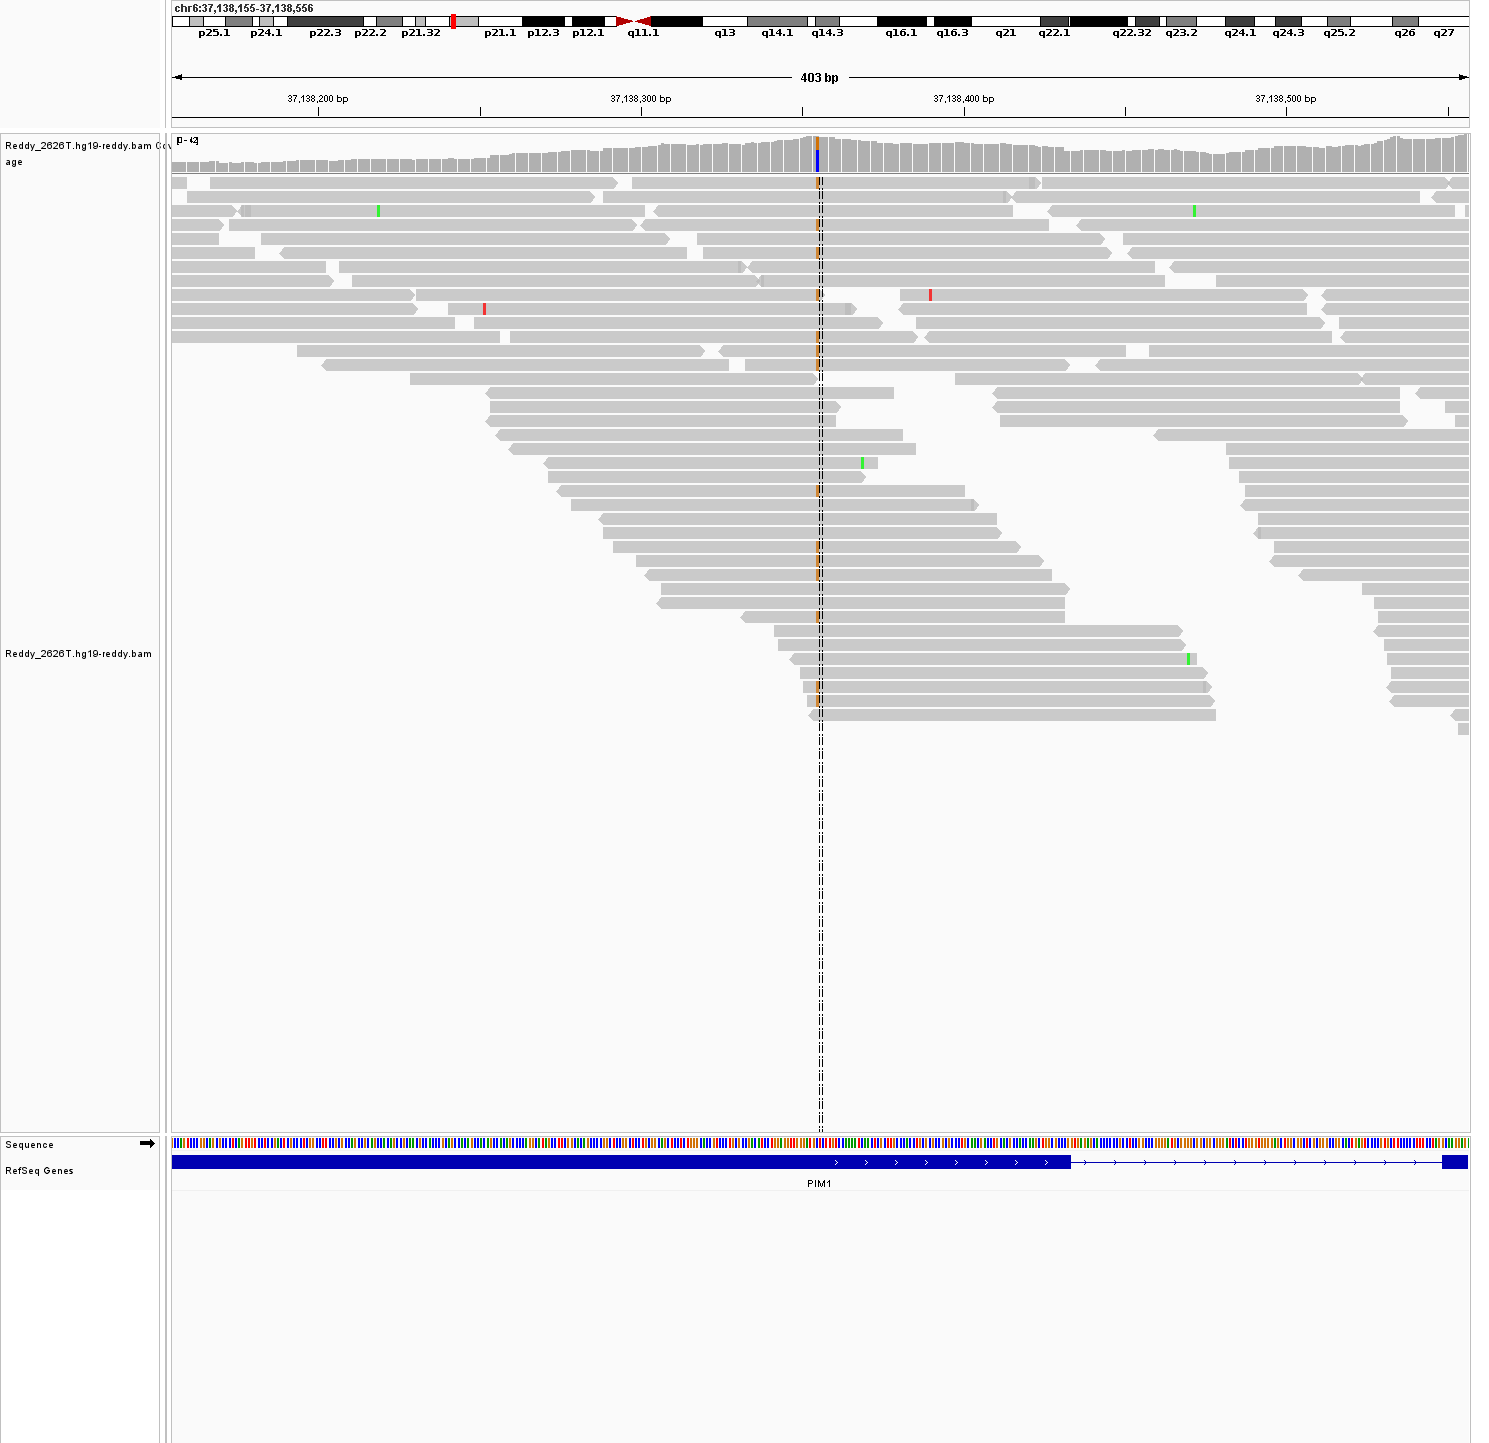 chr6:37,138,155-37,138,556
p25.1 p24.1 p22.3 p22.2 p21.32 p21.1 p12.3 p12.1 q11.1 q13 q14.1 q14.3 q16.1 q16.3 q21 q22.1 q22.32 q23.2 q24.1 q24.3 q25.2 q26 q27
403 bp
37,138,200 bp 37,138,300 bp 37,138,400 bp 37,138,500 bp
Reddy_2626T.hg19-reddy.bam Cov
age
[0 - 42]
Reddy_2626T.hg19-reddy.bam
Sequence
RefSeq Genes
PIM1